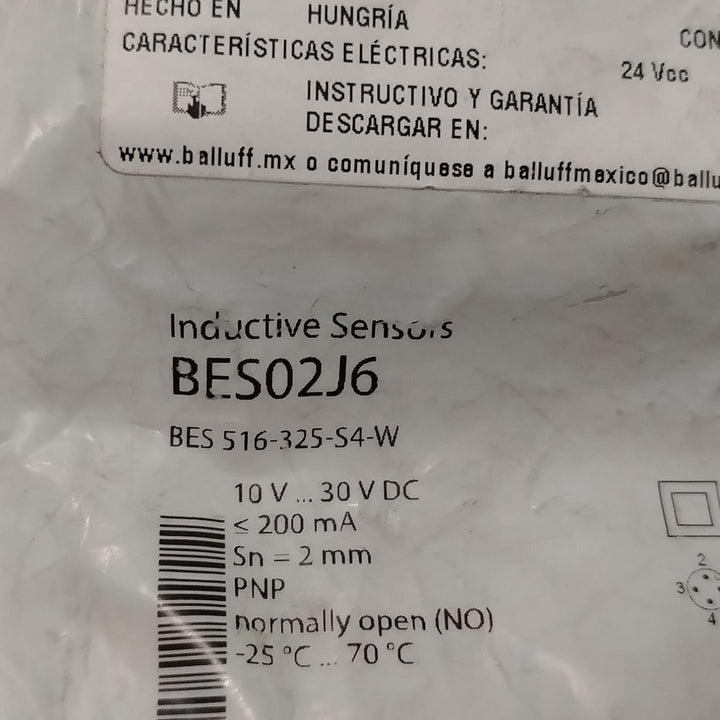 HECHO EN HUNGRÍA
CARACTERÍSTICAS ELÉCTRICAS:
24 Vcc
INSTRUCTIVO Y GARANTÍA
DESCARGAR EN:
www.balluff.mx o comuníquese a balluffmexico@ballu
Inductive Sensors
BES02J6
BES 516-325-S4-W
10 V ... 30 V DC
≤ 200 mA
Sn = 2 mm
PNP
normally open (NO)
-25 °C ... 70 °C
2
3
4